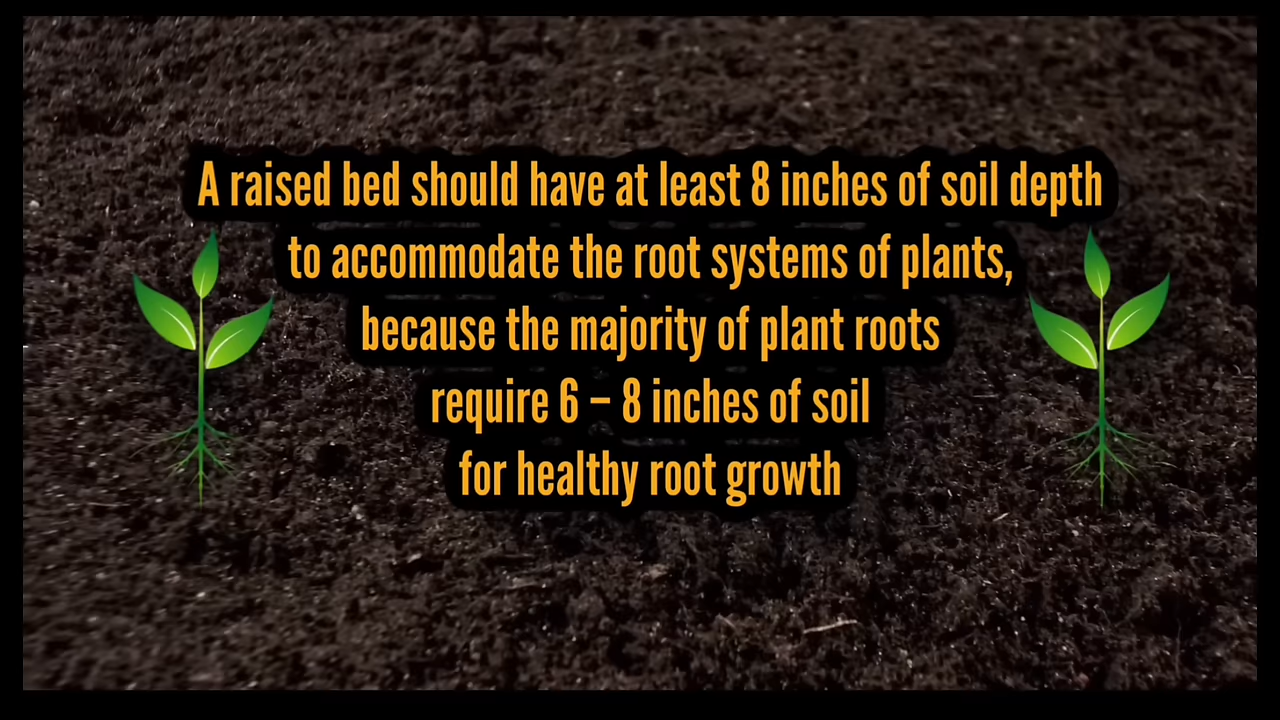 A raised bed should have at least 8 inches of soil depth
to accommodate the root systems of plants,
because the majority of plant roots
require 6 – 8 inches of soil
for healthy root growth